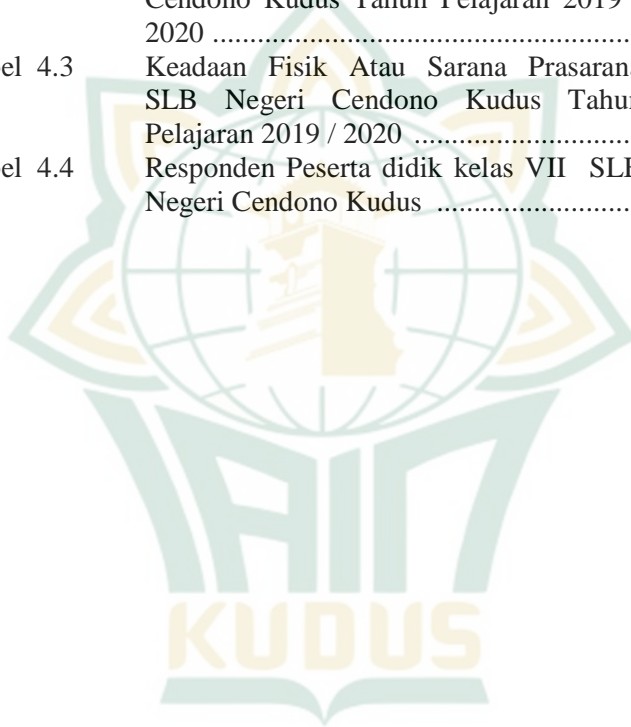 Cendono Kudus Tahun Pelajaran 2019
2020 ............................................................
el 4.3 Keadaan Fisik Atau Sarana Prasarana
SLB Negeri Cendono Kudus Tahun
Pelajaran 2019 / 2020 ..............................
el 4.4 Responden Peserta didik kelas VII SLB
Negeri Cendono Kudus ...........................
IAIN
KUDUS